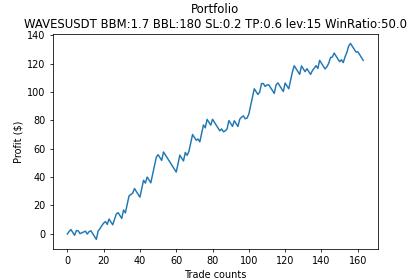 Portfolio
WAVESUSDT BBM:1.7 BBL:180 SL:0.2 TP:0.6 lev:15 WinRatio:50.0
140
120
100
80
60
40
20
0
Profit ($)
0 20 40 60 80 100 120 140 160
Trade counts